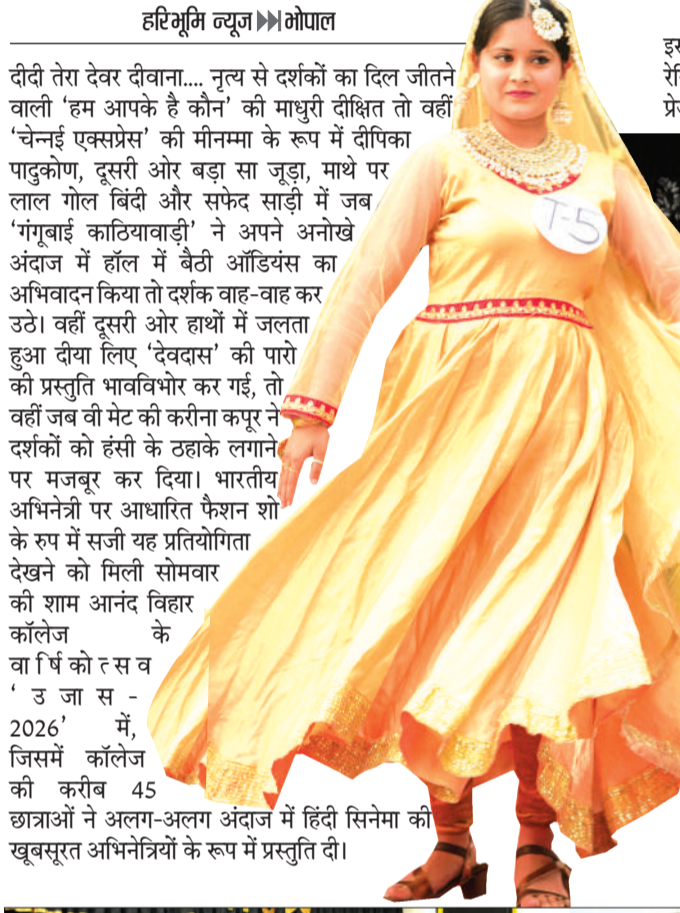 हरिभूमि न्यूज भोपाल
दीदी तेरा देवर दीवाना.... नृत्य से दर्शकों का दिल जीतने
वाली ‘हम आपके है कौन’ की माधुरी दीक्षित तो वहीं
‘चेन्नई एक्सप्रेस’ की मीनम्मा के रूप में दीपिका
पादुकोण, दूसरी ओर बड़ा सा जूड़ा, माथे पर
लाल गोल बिंदी और सफेद साड़ी में जब
‘गंगूबाई काठियावाड़ी’ ने अपने अनोखे
अंदाज में हॉल में बैठी ऑडियंस का
अभिवादन किया तो दर्शक वाह-वाह कर
उठे। वहीं दूसरी ओर हाथों में जलता
हुआ दीया लिए ‘देवदास’ की पारो
की प्रस्तुति भावविभोर कर गई, तो
वहीं जब वी मेट की करीना कपूर ने
दर्शकों को हंसी के ठहाके लगाने
पर मजबूर कर दिया। भारतीय
अभिनेत्री पर आधारित फैशन शो
के रुप में सजी यह प्रतियोगिता
देखने को मिली सोमवार
की शाम आनंद विहार
कॉलेज के
वार्षिकोत्सव
‘उजास-
2026’ में,
जिसमें कॉलेज
की करीब 45
छात्राओं ने अलग-अलग अंदाज में हिंदी सिनेमा की
खूबसूरत अभिनेत्रियों के रूप में प्रस्तुति दी।
T-5